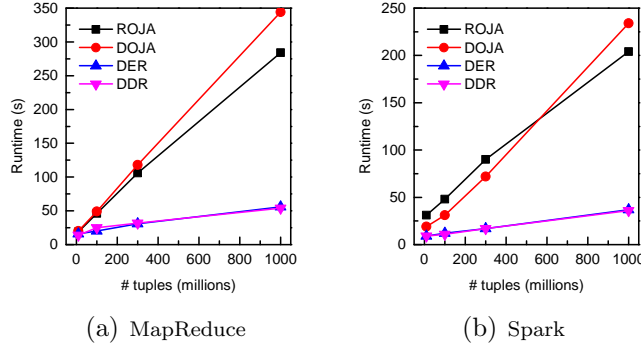 350
300
250
200
150
100
50
0
Runtime (s)
ROJA
DOJA
DER
DDR
0 200 400 600 800 1000
# tuples (millions)
(a) MapReduce
250
200
150
100
50
0
Runtime (s)
ROJA
DOJA
DER
DDR
0 200 400 600 800 1000
# tuples (millions)
(b) Spark